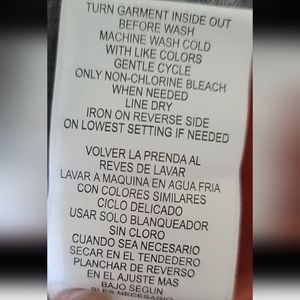 TURN GARMENT INSIDE OUT
BEFORE WASH
MACHINE WASH COLD
WITH LIKE COLORS
GENTLE CYCLE
ONLY NON-CHLORINE BLEACH
WHEN NEEDED
LINE DRY
IRON ON REVERSE SIDE
ON LOWEST SETTING IF NEEDED
VOLVER LA PRENDA AL
REVES DE LAVAR
LAVAR A MAQUINA EN AGUA FRIA
CON COLORES SIMILARES
CICLO DELICADO
USAR SOLO BLANQUEADOR
SIN CLORO
CUANDO SEA NECESARIO
SECAR EN EL TENDEDERO
PLANCHAR DE REVERSO
EN EL AJUSTE MAS
BAJO SEGUN
NECESARIO